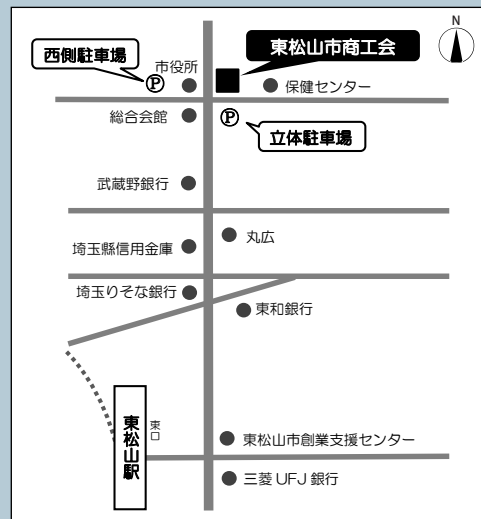 N
東松山市商工会
西側駐車場
市役所
Ⓟ
保健センター
総合会館
Ⓟ
立体駐車場
武蔵野銀行
丸広
埼玉縣信用金庫
埼玉りそな銀行
東和銀行
東松山駅
東口
東松山市創業支援センター
三菱UFJ銀行